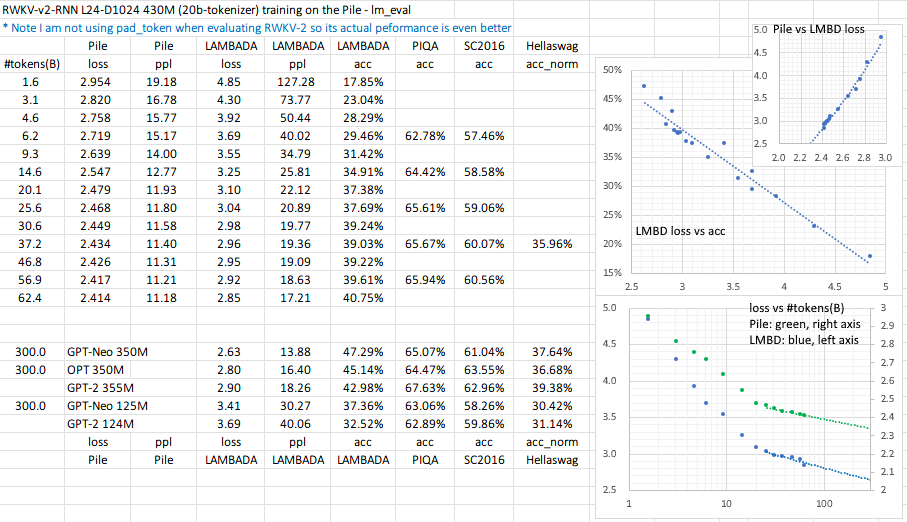 RWKV-v2-RNN L24-D1024 430M (20b-tokenizer) training on the Pile - lm_eval
* Note I am not using pad_token when evaluating RWKV-2 so its actual peformance is even better
Pile Pile LAMBADA LAMBADA LAMBADA PIQA SC2016 Hellaswag
#tokens(B) loss ppl loss ppl acc acc acc acc_norm
1.6 2.954 19.18 4.85 127.28 17.85%
3.1 2.820 16.78 4.30 73.77 23.04%
4.6 2.758 15.77 3.92 50.44 28.29%
6.2 2.719 15.17 3.69 40.02 29.46% 62.78% 57.46%
9.3 2.639 14.00 3.55 34.79 31.42%
14.6 2.547 12.77 3.25 25.81 34.91% 64.42% 58.58%
20.1 2.479 11.93 3.10 22.12 37.38%
25.6 2.468 11.80 3.04 20.89 37.69% 65.61% 59.06%
30.6 2.449 11.58 2.98 19.77 39.24%
37.2 2.434 11.40 2.96 19.36 39.03% 65.67% 60.07% 35.96%
46.8 2.426 11.31 2.95 19.09 39.22%
56.9 2.417 11.21 2.92 18.63 39.61% 65.94% 60.56%
62.4 2.414 11.18 2.85 17.21 40.75%
300.0 GPT-Neo 350M 2.63 13.88 47.29% 65.07% 61.04% 37.64%
300.0 OPT 350M 2.80 16.40 45.14% 64.47% 63.55% 36.68%
GPT-2 355M 2.90 18.26 42.98% 67.63% 62.96% 39.38%
300.0 GPT-Neo 125M 3.41 30.27 37.36% 63.06% 58.26% 30.42%
GPT-2 124M 3.69 40.06 32.52% 62.89% 59.86% 31.14%
loss ppl loss ppl acc acc acc acc_norm
Pile Pile LAMBADA LAMBADA LAMBADA PIQA SC2016 Hellaswag
Pile vs LMBD loss
5.0
4.5
4.0
3.5
3.0
2.5
2.0 2.2 2.4 2.6 2.8 3.0
50%
45%
40%
35%
30%
25%
20%
15%
LMBD loss vs acc
2.5 3 3.5 4 4.5 5
loss vs #tokens(B)
Pile: green, right axis
LMBD: blue, left axis
5.0
4.5
4.0
3.5
3.0
2.5
3
2.9
2.8
2.7
2.6
2.5
2.4
2.3
2.2
2.1
2
1 10 100